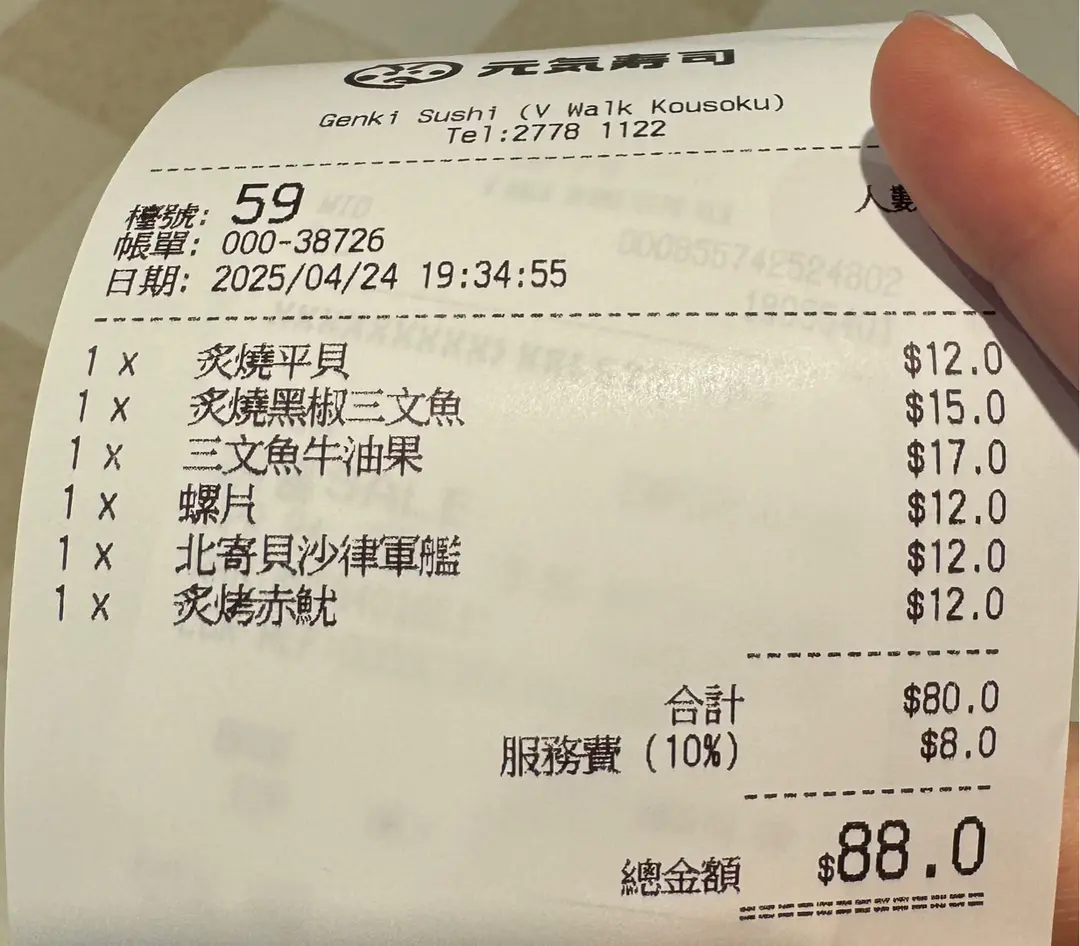 元気寿司
Genki Sushi (V Walk Kousoku)
Tel:2778 1122
檯號: 59 人數
帳單: 000-38726
日期: 2025/04/24 19:34:55
1 x 炙燒平貝 $12.0
1 x 炙燒黑椒三文魚 $15.0
1 x 三文魚牛油果 $17.0
1 x 螺片 $12.0
1 x 北寄貝沙律軍艦 $12.0
1 x 炙烤赤魷 $12.0
合計 $80.0
服務費 (10%) $8.0
總金額 $88.0